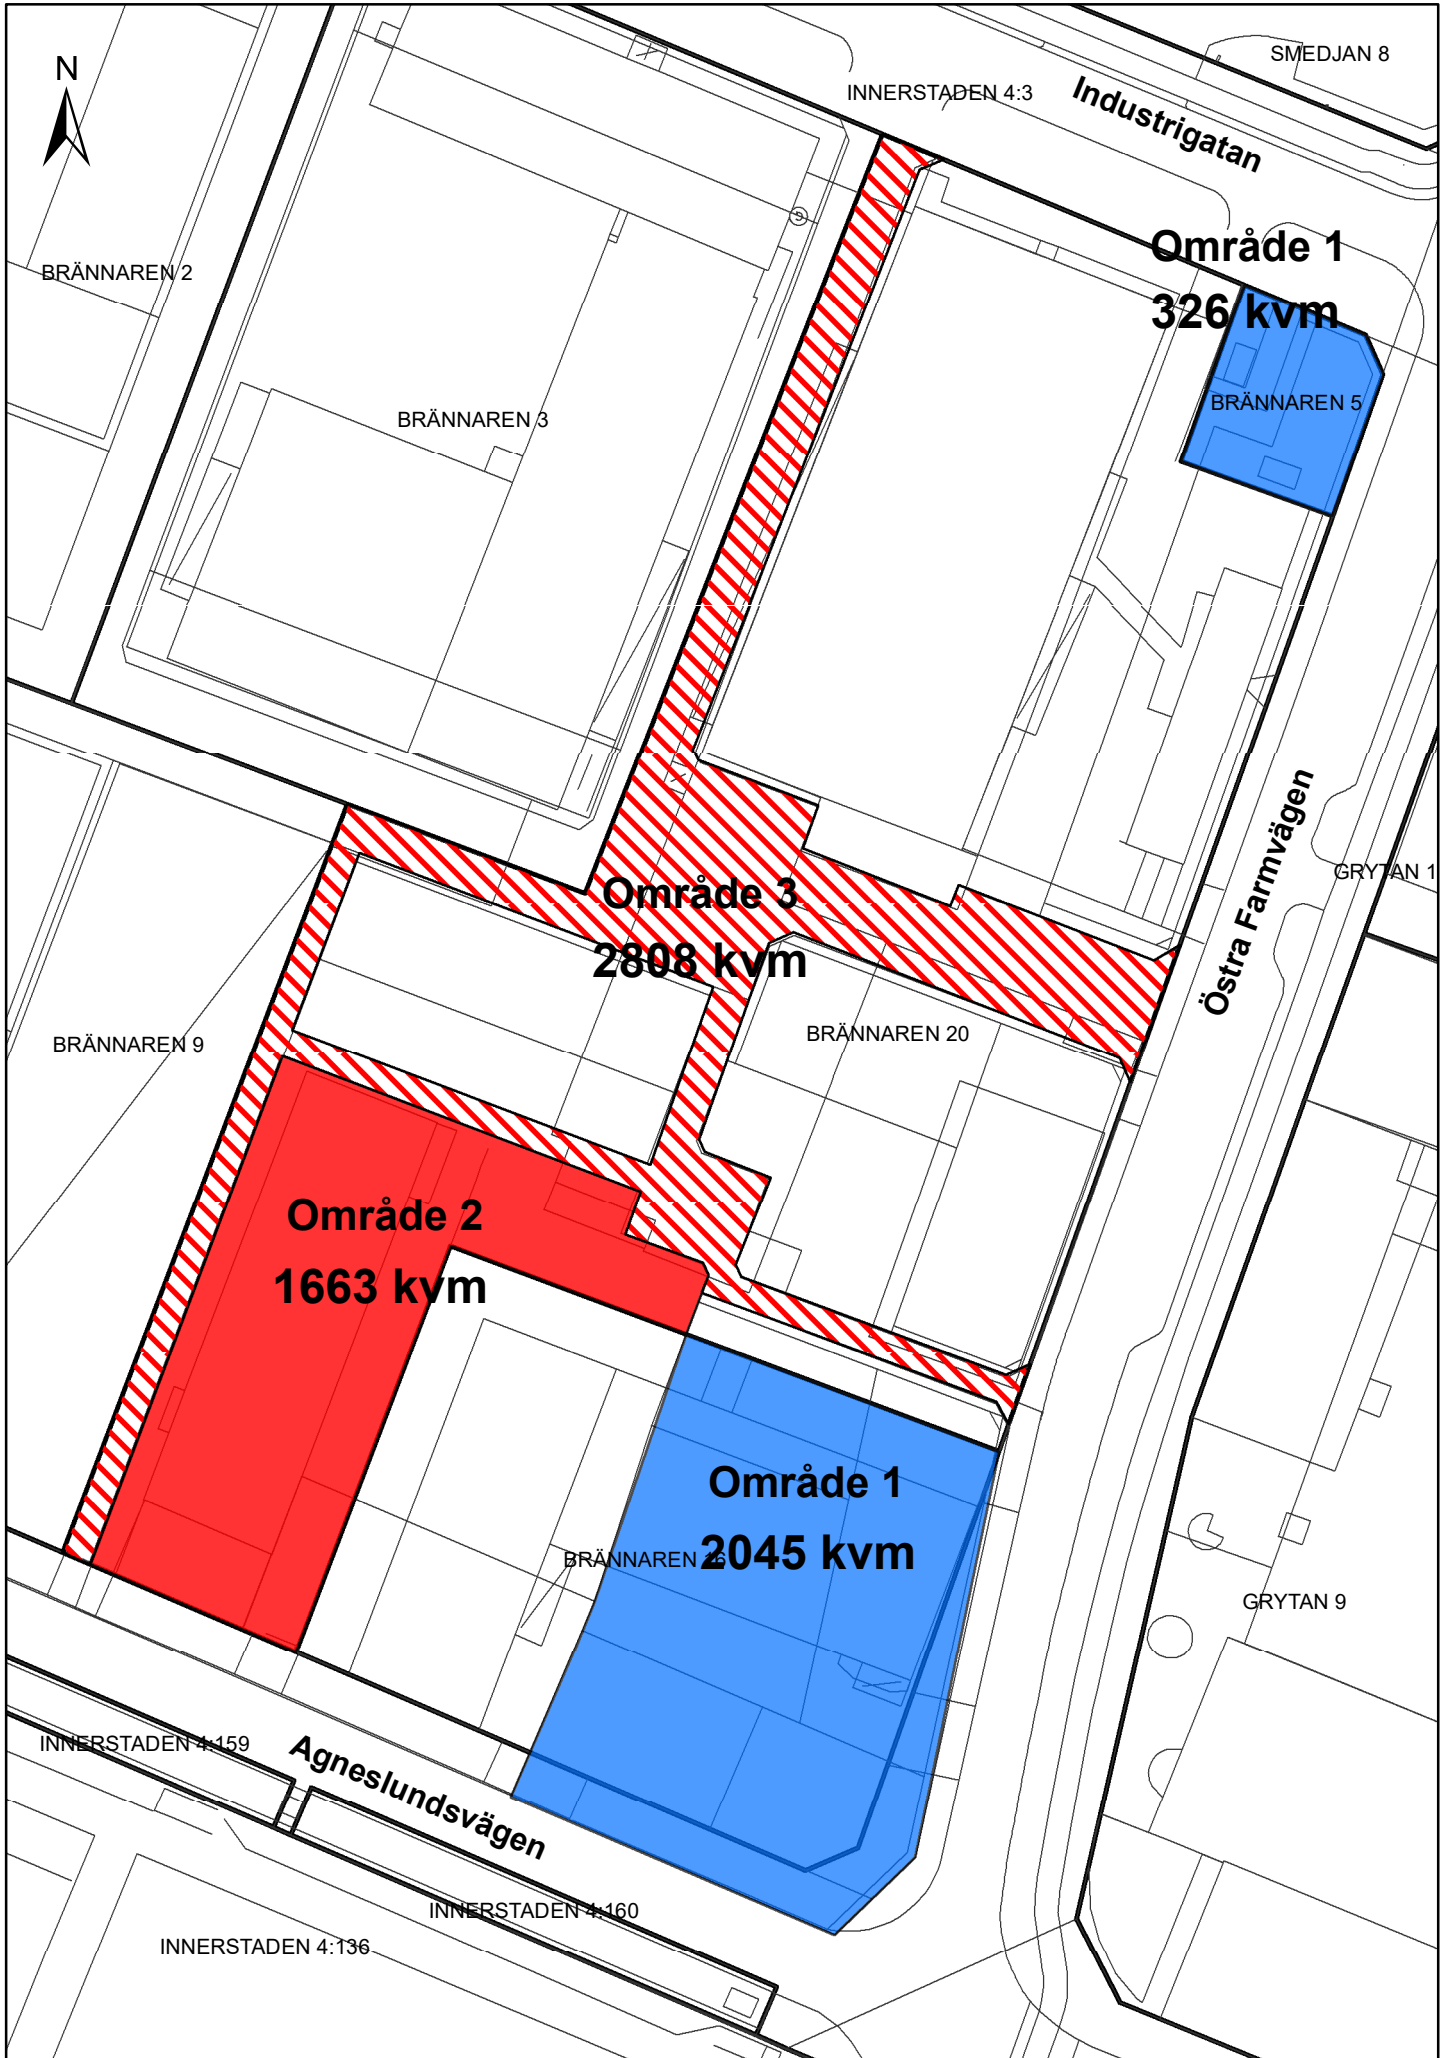 SMEDJAN 8
N
INNERSTADEN 4:3
Industrigatan
Område 1
326 kvm
BRÄNNAREN 2
BRÄNNAREN 5
BRÄNNAREN 3
Östra Farmvägen
GRYTAN 1
Område 3
2808 kvm
BRÄNNAREN 20
BRÄNNAREN 9
Område 2
1663 kvm
Område 1
2045 kvm
BRÄNNAREN 16
GRYTAN 9
INNERSTADEN 4:159
Agneslundsvägen
INNERSTADEN 4:160
INNERSTADEN 4:136